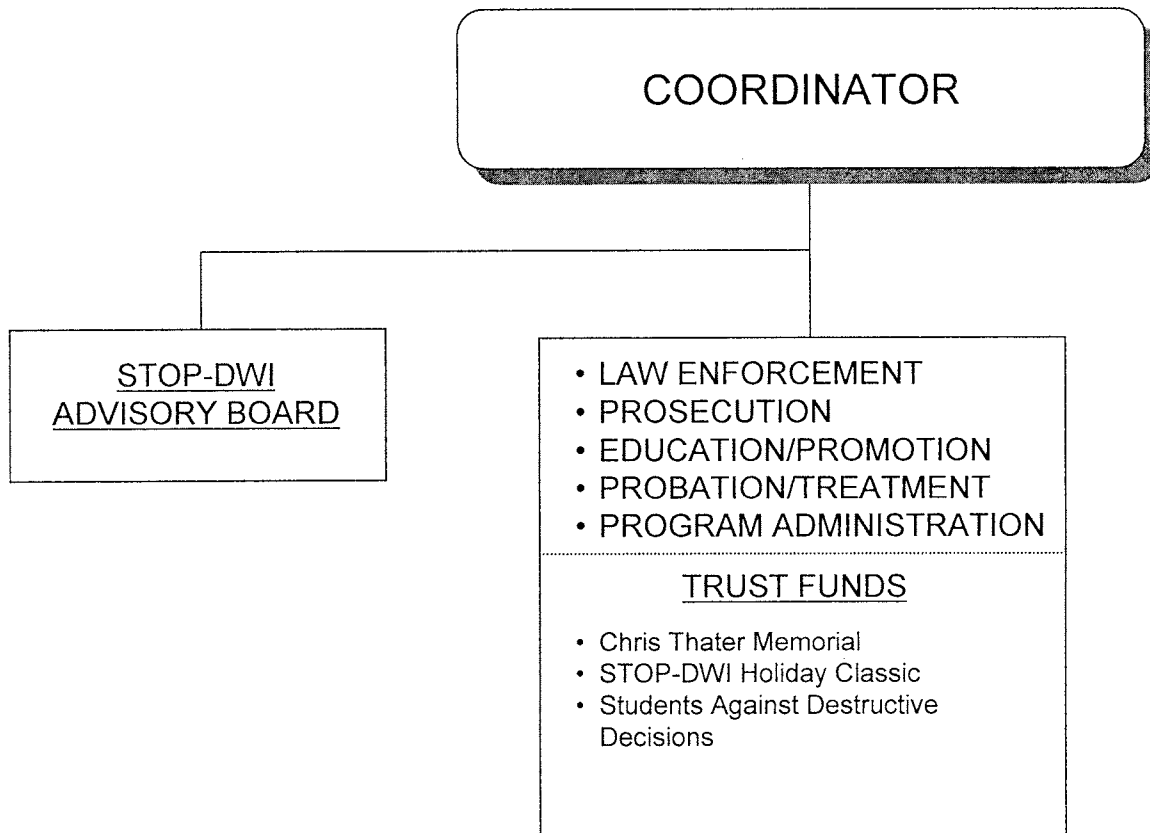 COORDINATOR
STOP-DWI
ADVISORY BOARD
• LAW ENFORCEMENT
• PROSECUTION
• EDUCATION/PROMOTION
• PROBATION/TREATMENT
• PROGRAM ADMINISTRATION
TRUST FUNDS
• Chris Thater Memorial
• STOP-DWI Holiday Classic
• Students Against Destructive
Decisions